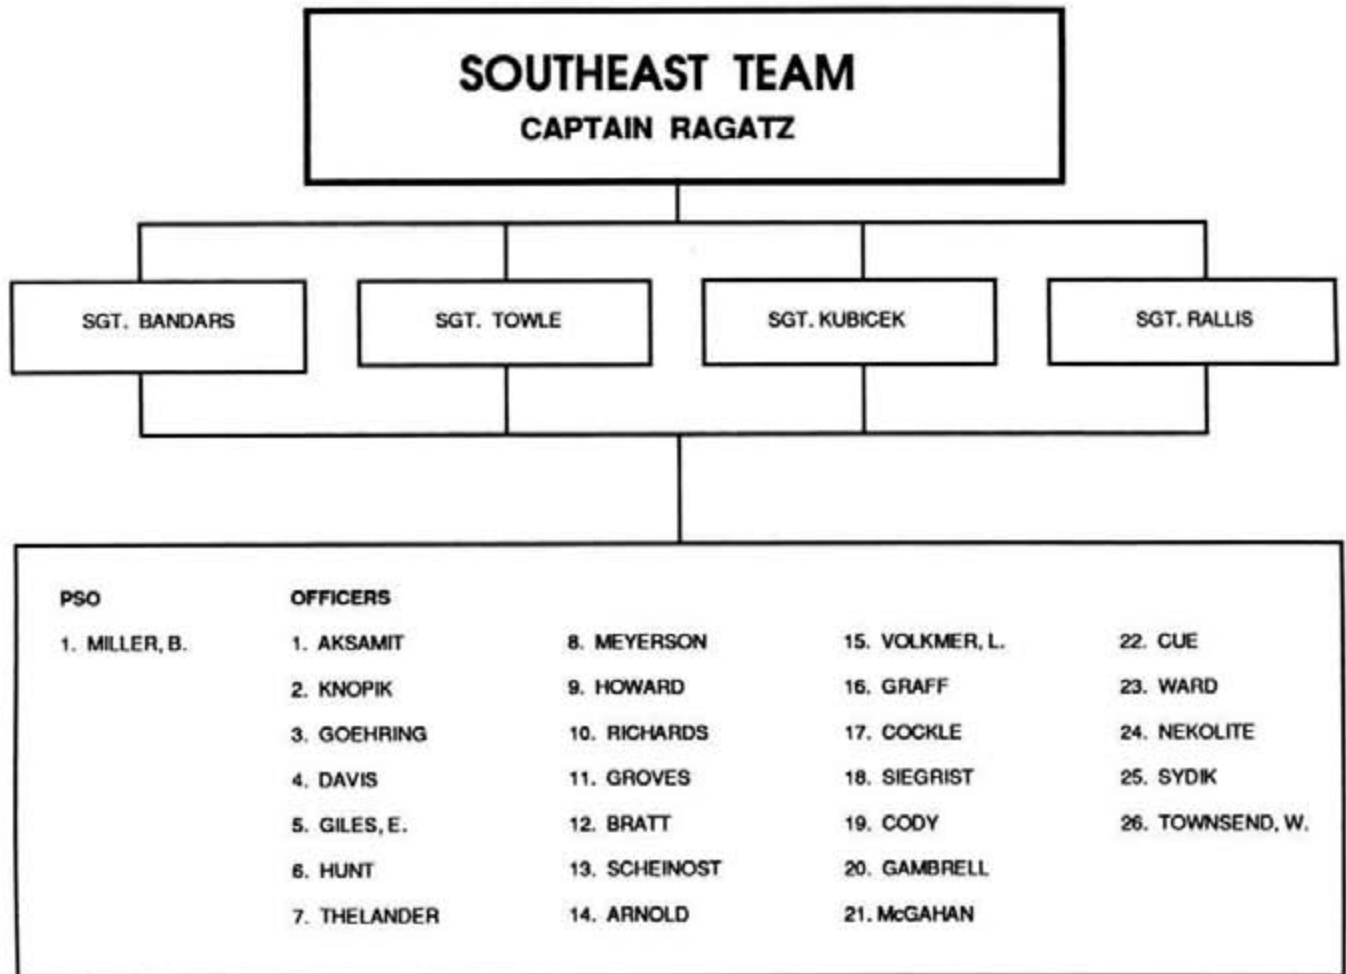 SOUTHEAST TEAM
CAPTAIN RAGATZ
SGT. BANDARS
SGT. TOWLE
SGT. KUBICEK
SGT. RALLIS
PSO
1. MILLER, B.
OFFICERS
1. AKSAMIT
2. KNOPIK
3. GOEHRING
4. DAVIS
5. GILES, E.
6. HUNT
7. THELANDER
8. MEYERSON
9. HOWARD
10. RICHARDS
11. GROVES
12. BRATT
13. SCHEINOST
14. ARNOLD
15. VOLKMER, L.
16. GRAFF
17. COCKLE
18. SIEGRIST
19. CODY
20. GAMBRELL
21. McGAHAN
22. CUE
23. WARD
24. NEKOLITE
25. SYDIK
26. TOWNSEND, W.